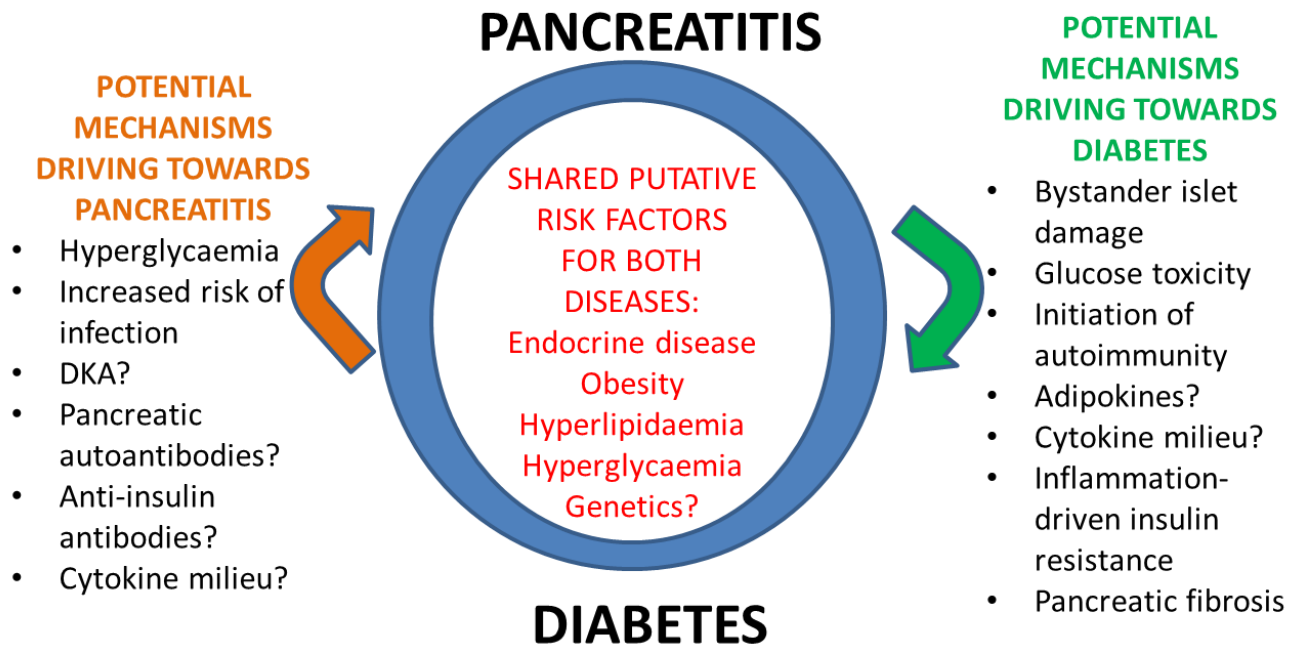 PANCREATITIS
POTENTIAL
MECHANISMS
DRIVING TOWARDS
PANCREATITIS
• Hyperglycaemia
• Increased risk of
infection
• DKA?
• Pancreatic
autoantibodies?
• Anti-insulin
antibodies?
• Cytokine milieu?
SHARED PUTATIVE
RISK FACTORS
FOR BOTH
DISEASES:
Endocrine disease
Obesity
Hyperlipidaemia
Hyperglycaemia
Genetics?
POTENTIAL
MECHANISMS
DRIVING TOWARDS
DIABETES
• Bystander islet
damage
• Glucose toxicity
• Initiation of
autoimmunity
• Adipokines?
• Cytokine milieu?
• Inflammation-
driven insulin
resistance
• Pancreatic fibrosis
DIABETES